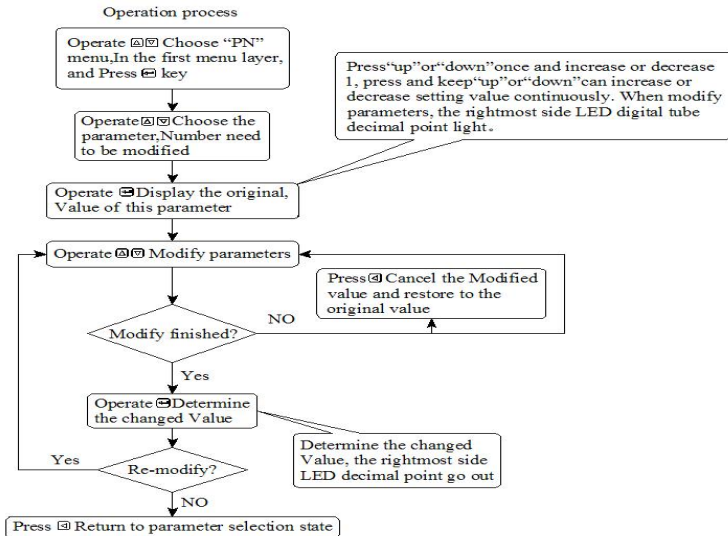 Operation process
Operate △ ▽ Choose “PN”
menu,In the first menu layer,
and Press ↵ key
Press“up”or“down”once and increase or decrease
1, press and keep“up”or“down”can increase or
decrease setting value continuously. When modify
parameters, the rightmost side LED digital tube
decimal point light。
Operate △ ▽ Choose the
parameter,Number need
to be modified
Operate ↵ Display the original,
Value of this parameter
Operate △ ▽ Modify parameters
Press ◁ Cancel the Modified
value and restore to the
original value
Modify finished?
NO
Yes
Operate ↵ Determine
the changed Value
Determine the changed
Value, the rightmost side
LED decimal point go out
Yes
Re-modify?
NO
Press ◁ Return to parameter selection state